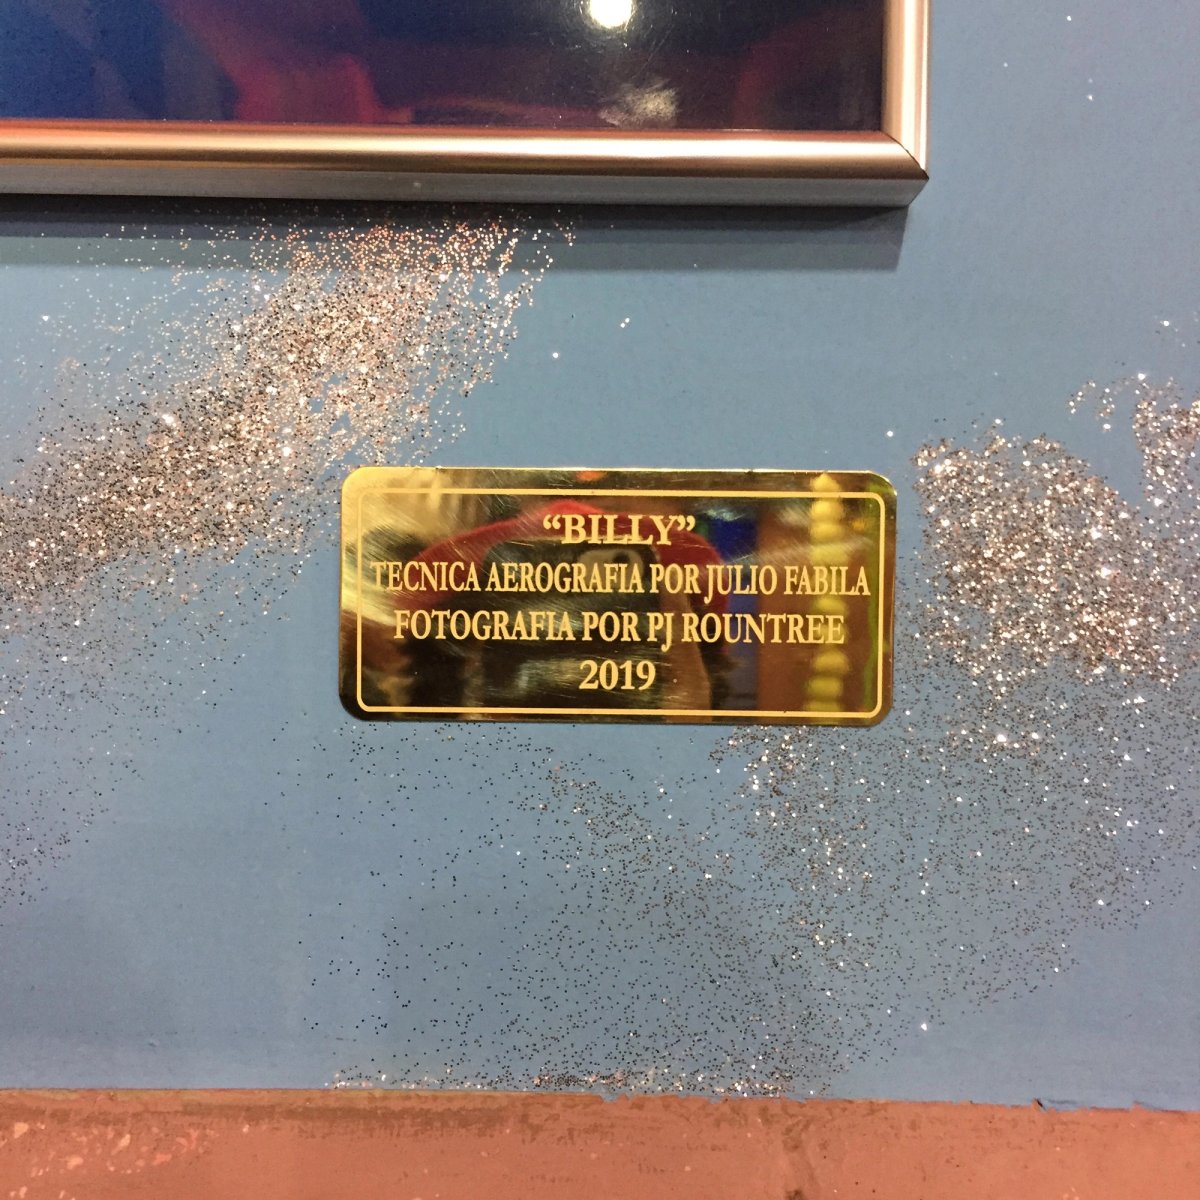 “BILLY”
TECNICA AEROGRAFIA POR JULIO FABILA
FOTOGRAFIA POR PJ ROUNTREE
2019